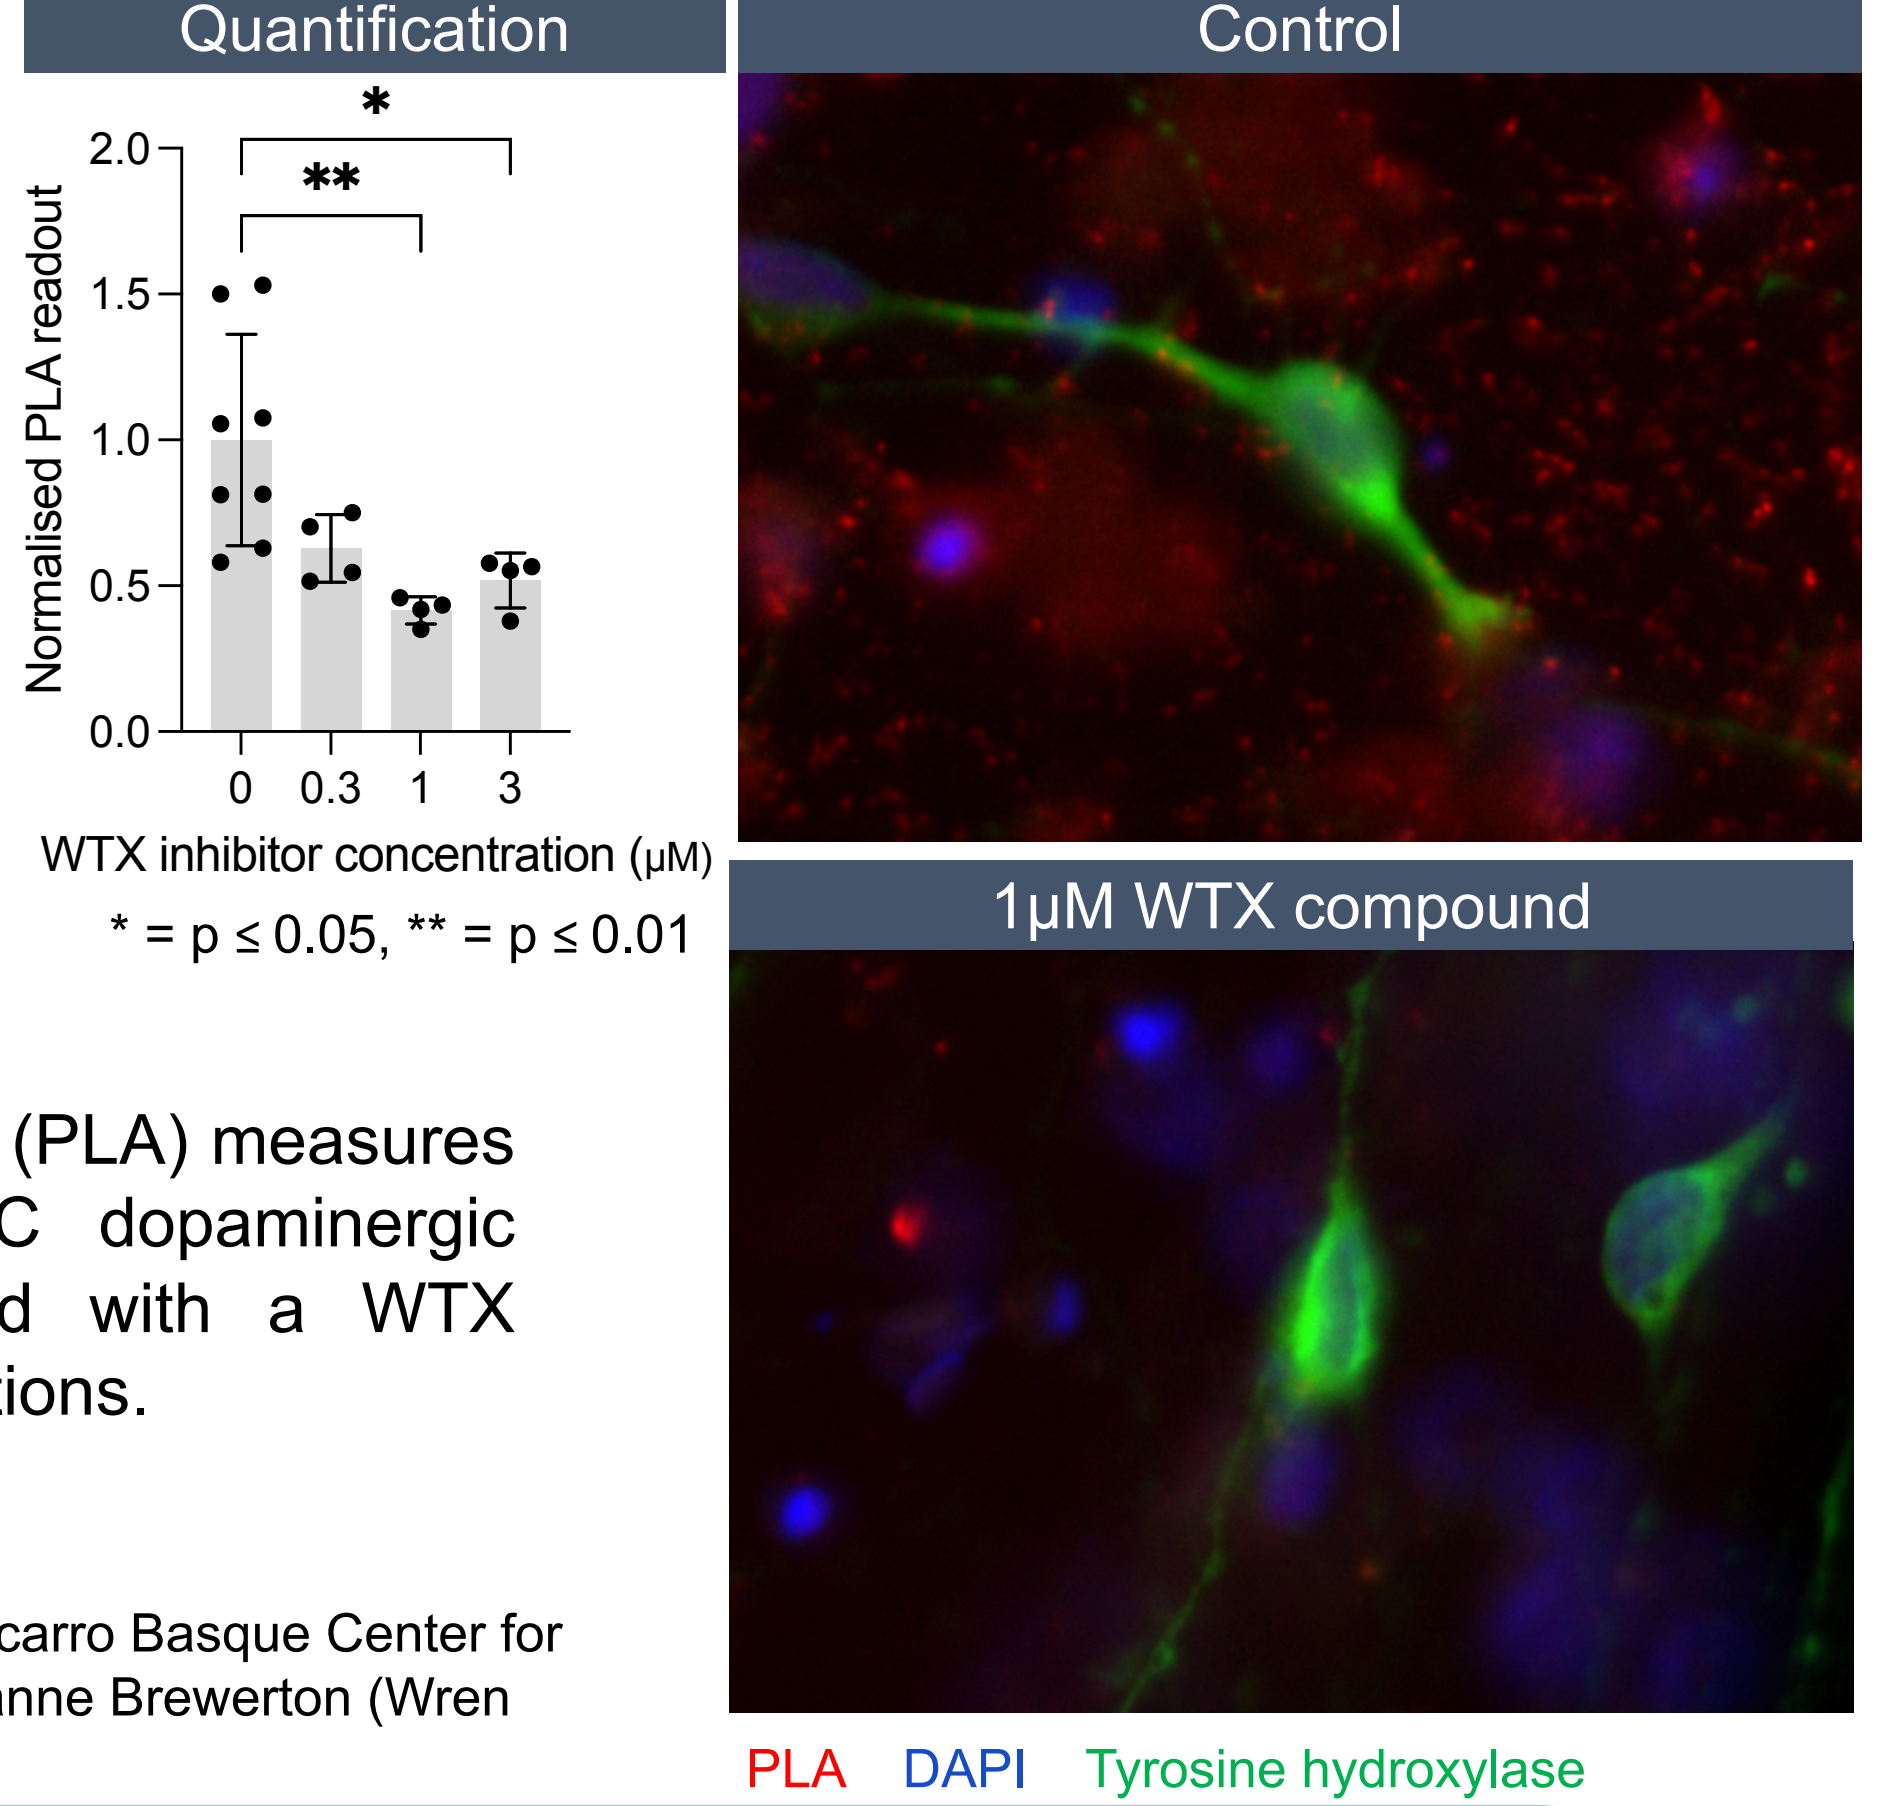 Quantification
*
**
2.0
1.5
1.0
0.5
0.0
Normalised PLA readout
0 0.3 1 3
WTX inhibitor concentration (µM)
* = p ≤ 0.05, ** = p ≤ 0.01
Control
1µM WTX compound
(PLA) measures
C dopaminergic
d with a WTX
tions.
carro Basque Center for
anne Brewerton (Wren
PLA DAPI Tyrosine hydroxylase